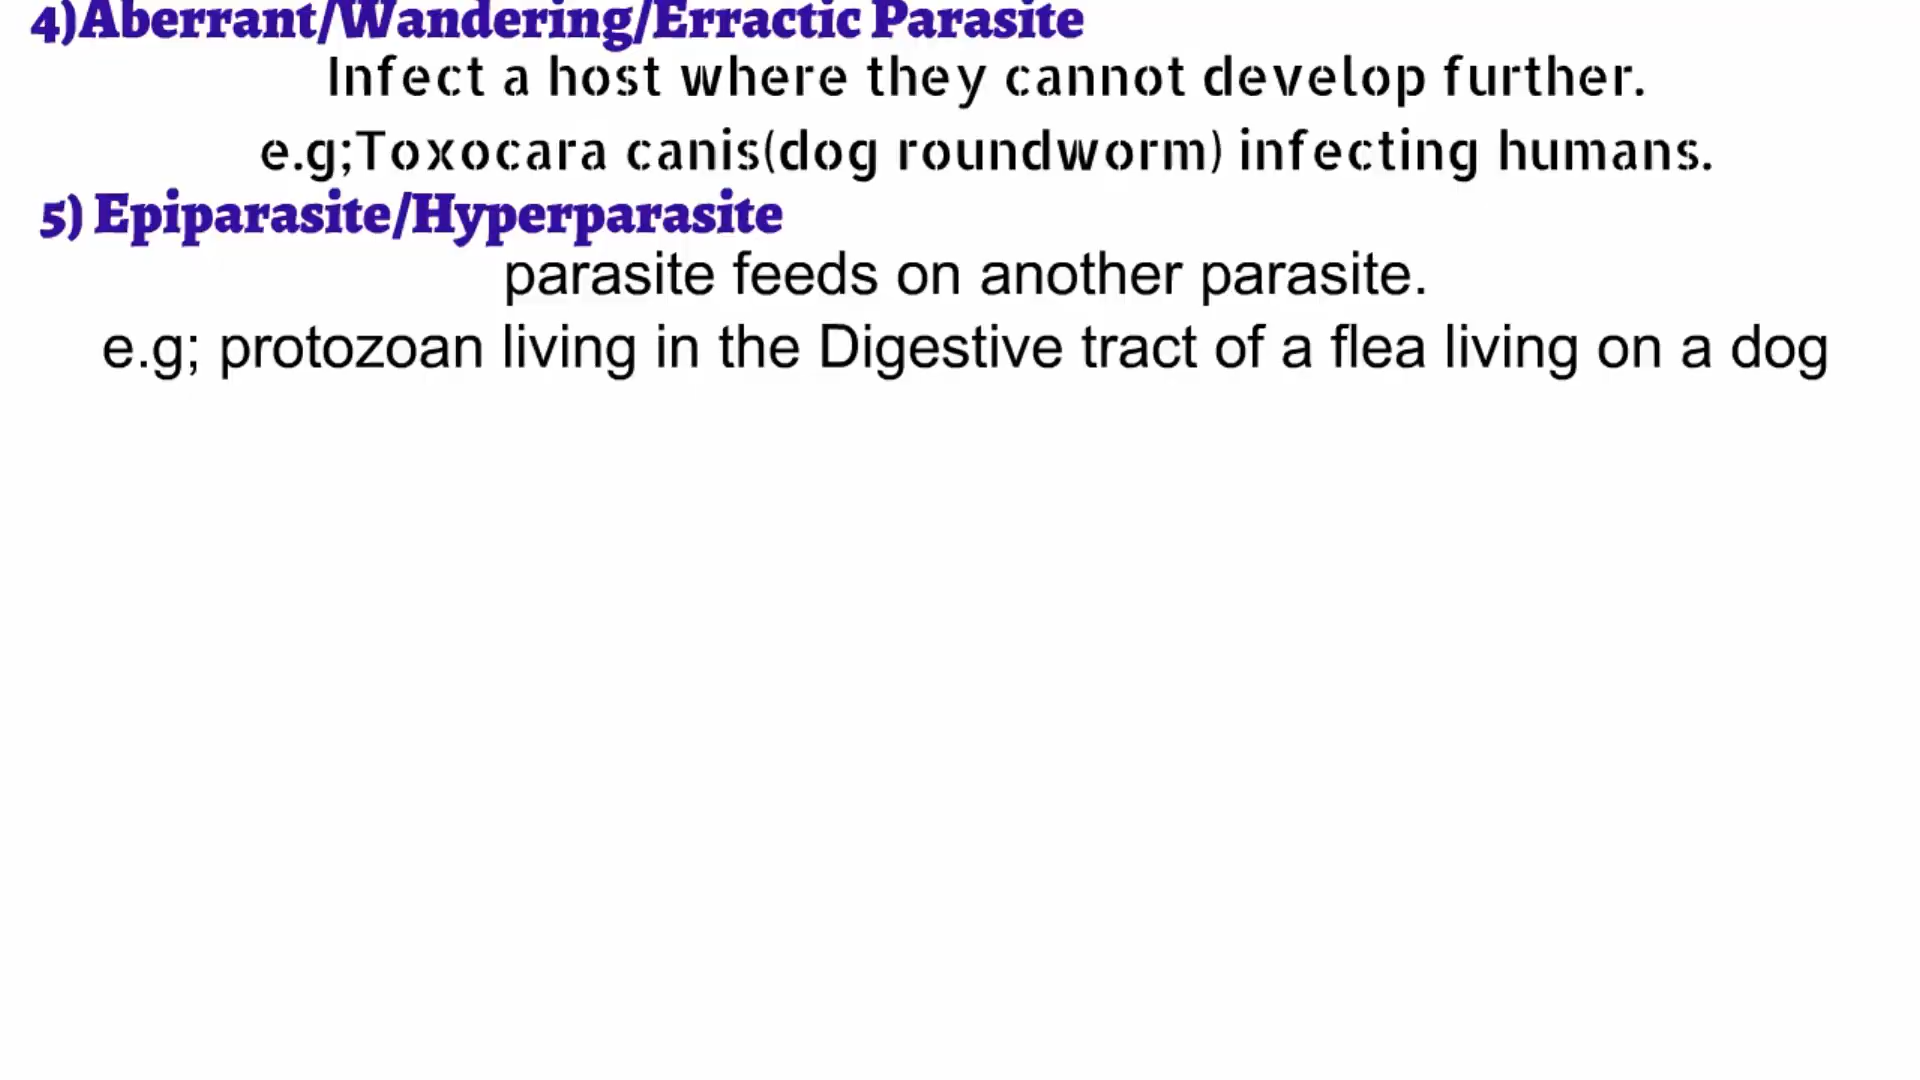 4)Aberrant/Wandering/Erractic Parasite
Infect a host where they cannot develop further.
e.g;Toxocara canis(dog roundworm) infecting humans.
5) Epiparasite/Hyperparasite
parasite feeds on another parasite.
e.g; protozoan living in the Digestive tract of a flea living on a dog